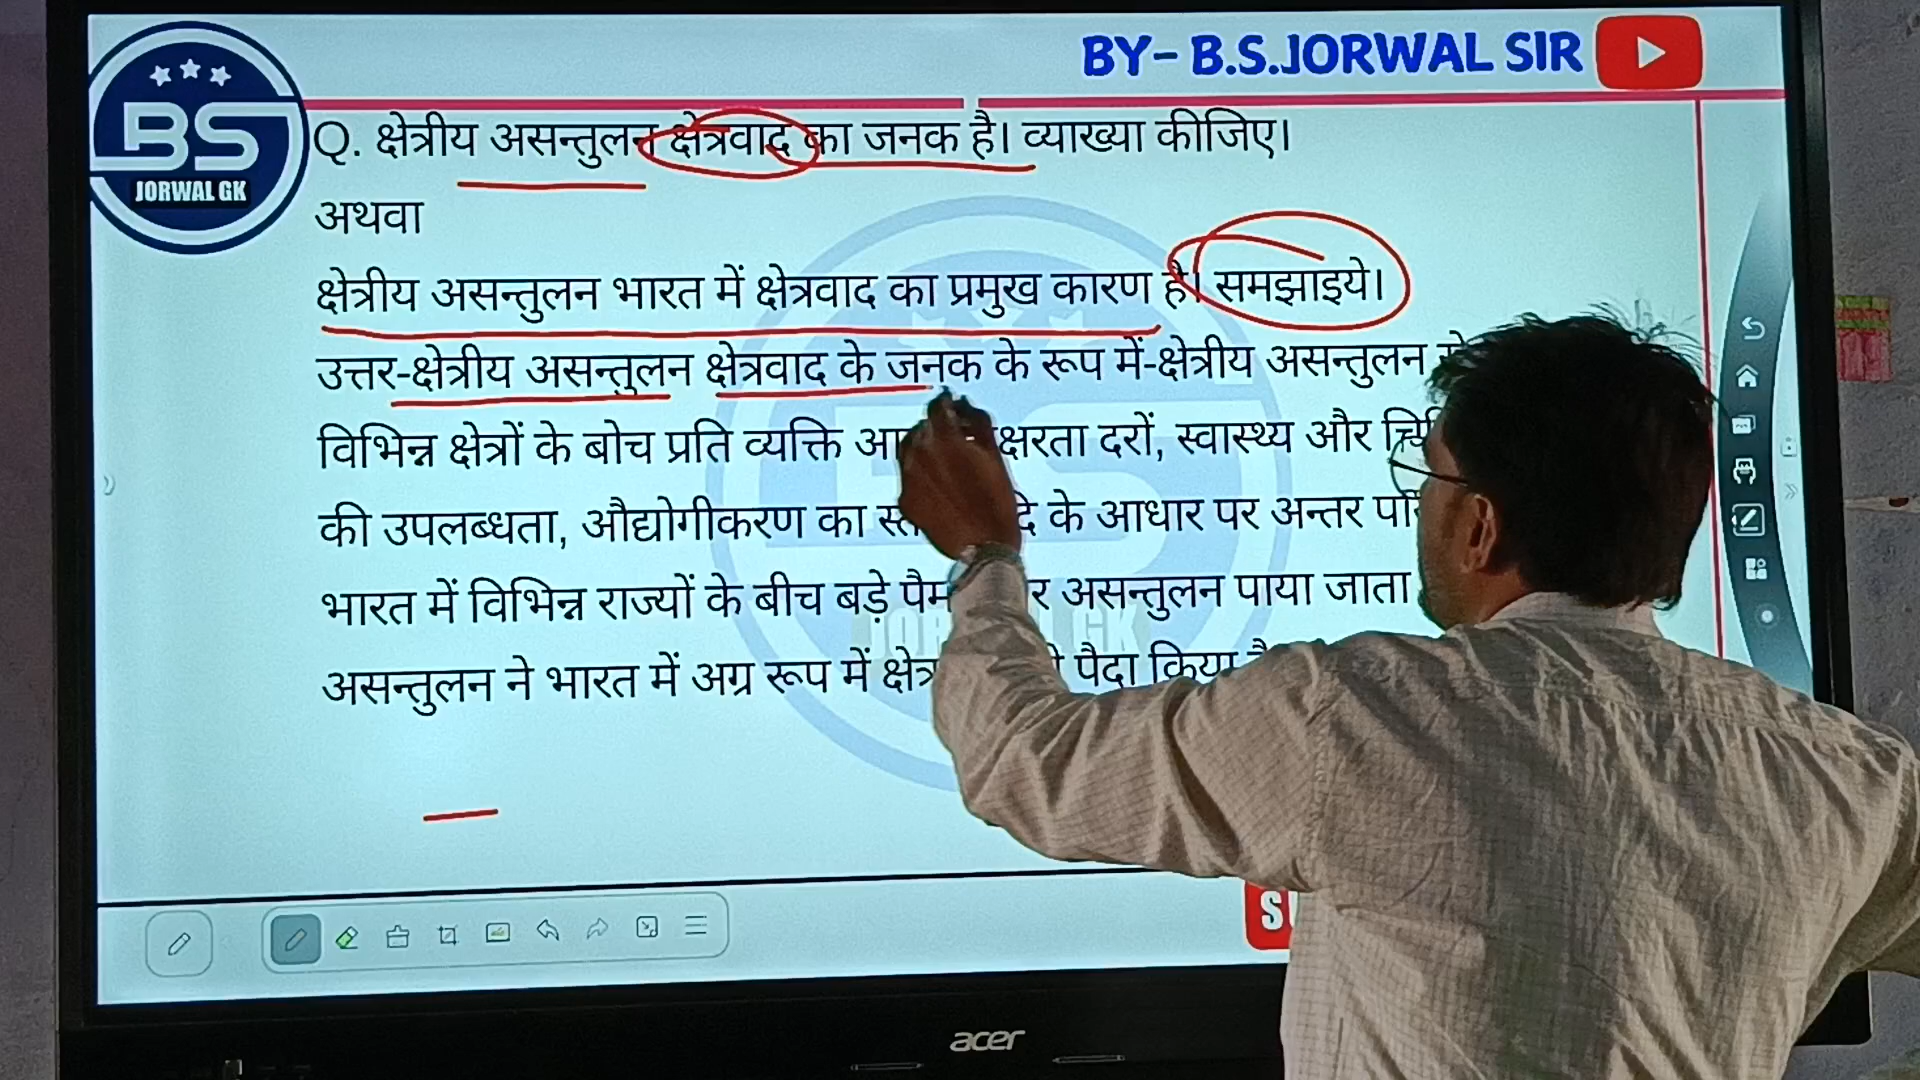 BY- B.S.JORWAL SIR
BS
JORWAL GK
Q. क्षेत्रीय असन्तुलन क्षेत्रवाद का जनक है। व्याख्या कीजिए।
अथवा
क्षेत्रीय असन्तुलन भारत में क्षेत्रवाद का प्रमुख कारण है। समझाइये।
उत्तर-क्षेत्रीय असन्तुलन क्षेत्रवाद के जनक के रूप में-क्षेत्रीय असन्तुलन
विभिन्न क्षेत्रों के बोच प्रति व्यक्ति दरों, स्वास्थ्य और
की उपलब्धता, औद्योगीकरण का के आधार पर अन्तर
भारत में विभिन्न राज्यों के बीच बड़े असन्तुलन पाया जाता
असन्तुलन ने भारत में अग्र रूप में पैदा किया
acer